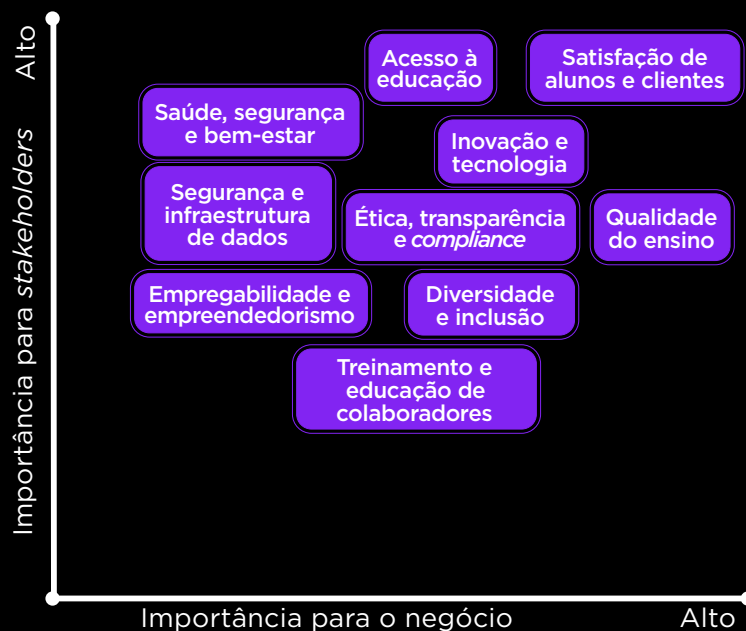 Alto
Importância para stakeholders
Acesso à
educação
Satisfação de
alunos e clientes
Saúde, segurança
e bem-estar
Inovação e
tecnologia
Segurança e
infraestrutura
de dados
Ética, transparência
e compliance
Qualidade
do ensino
Empregabilidade e
empreendedorismo
Diversidade
e inclusão
Treinamento e
educação de
colaboradores
Importância para o negócio
Alto